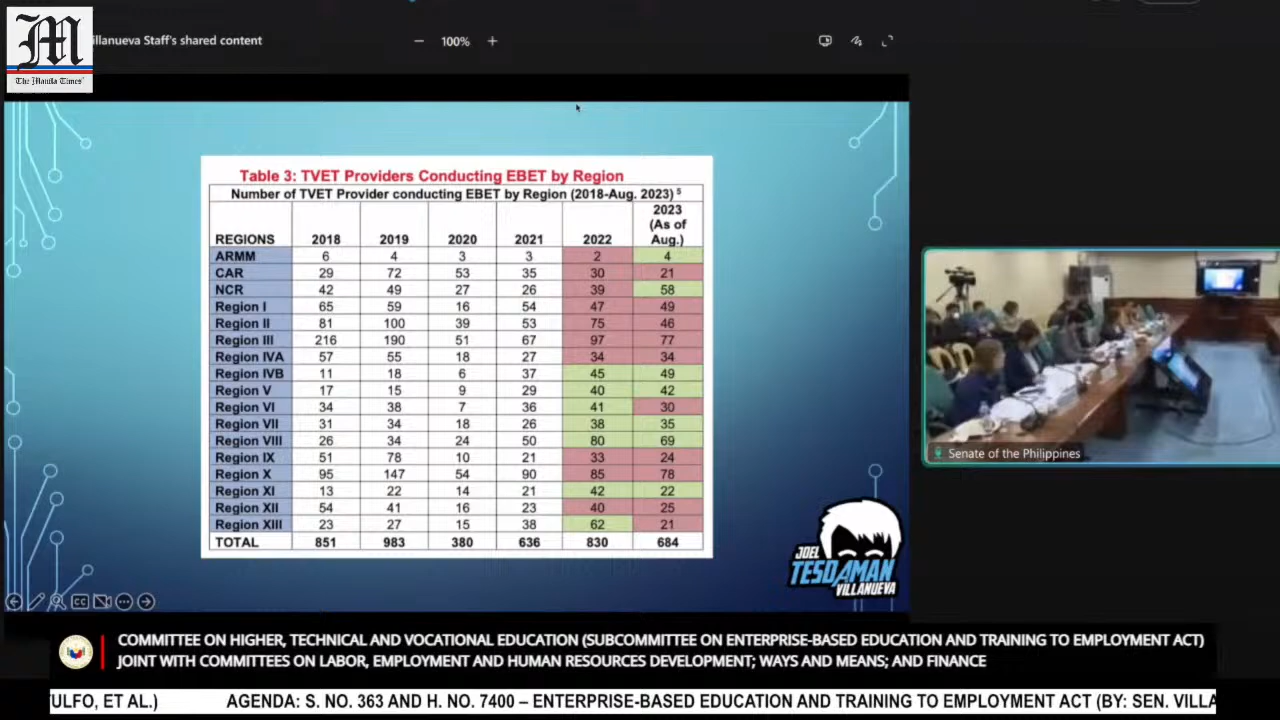 M
The Manila Times
illanueva Staff's shared content
− 100% +
Table 3: TVET Providers Conducting EBET by Region
Number of TVET Provider conducting EBET by Region (2018-Aug. 2023) 5
REGIONS 2018 2019 2020 2021 2022 2023 (As of Aug.)
ARMM 6 4 3 3 2 4
CAR 29 72 53 35 30 21
NCR 42 49 27 26 39 58
Region I 65 59 16 54 47 49
Region II 81 100 39 53 75 46
Region III 216 190 51 67 97 77
Region IVA 57 55 18 27 34 34
Region IVB 11 18 6 37 45 49
Region V 17 15 9 29 40 42
Region VI 34 38 7 36 41 30
Region VII 31 34 18 26 38 35
Region VIII 26 34 24 50 80 69
Region IX 51 78 10 21 33 24
Region X 95 147 54 90 85 78
Region XI 13 22 14 21 42 22
Region XII 54 41 16 23 40 25
Region XIII 23 27 15 38 62 21
TOTAL 851 983 380 636 830 684
Senate of the Philippines
JOEL
TESDAMAN
VILLANUEVA
CC
COMMITTEE ON HIGHER, TECHNICAL AND VOCATIONAL EDUCATION (SUBCOMMITTEE ON ENTERPRISE-BASED EDUCATION AND TRAINING TO EMPLOYMENT ACT)
JOINT WITH COMMITTEES ON LABOR, EMPLOYMENT AND HUMAN RESOURCES DEVELOPMENT; WAYS AND MEANS; AND FINANCE
ULFO, ET AL.) AGENDA: S. NO. 363 AND H. NO. 7400 – ENTERPRISE-BASED EDUCATION AND TRAINING TO EMPLOYMENT ACT (BY: SEN. VILLA